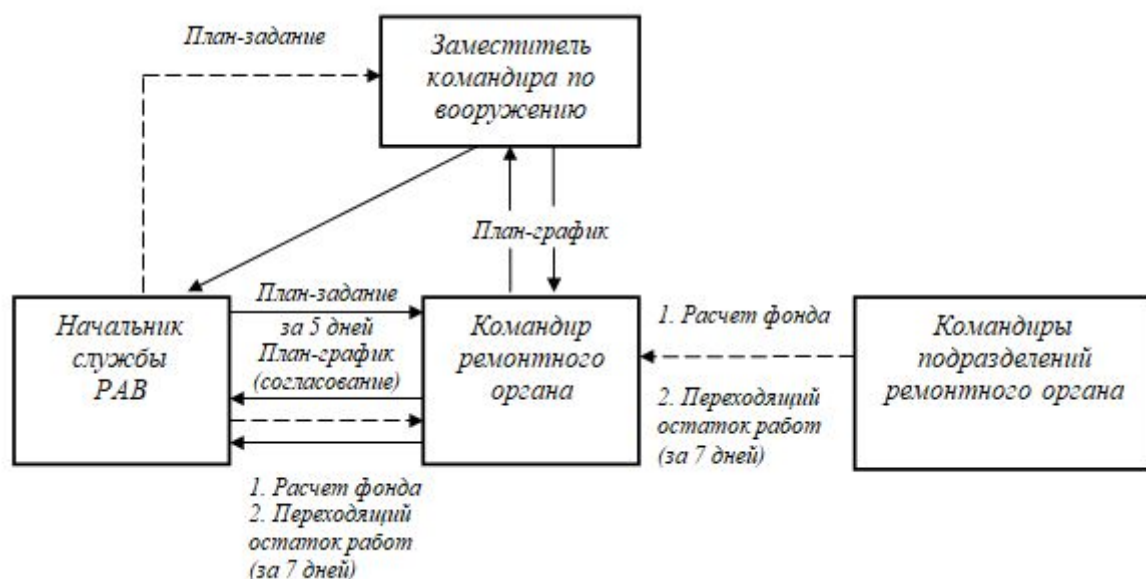 План-задание
Заместитель
командира по
вооружению
План-график
Начальник
службы
РАВ
План-задание
за 5 дней
План-график
(согласование)
Командир
ремонтного
органа
1. Расчет фонда
2. Переходящий
остаток работ
(за 7 дней)
Командиры
подразделений
ремонтного органа
1. Расчет фонда
2. Переходящий
остаток работ
(за 7 дней)